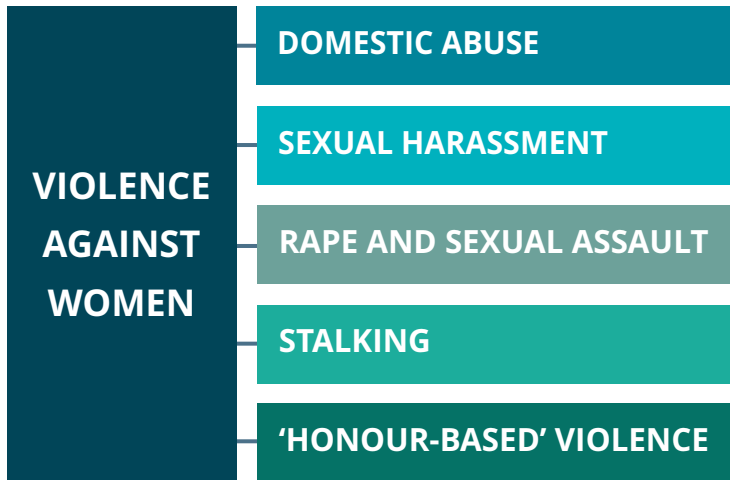 VIOLENCE
AGAINST
WOMEN
DOMESTIC ABUSE
SEXUAL HARASSMENT
RAPE AND SEXUAL ASSAULT
STALKING
‘HONOUR-BASED’ VIOLENCE